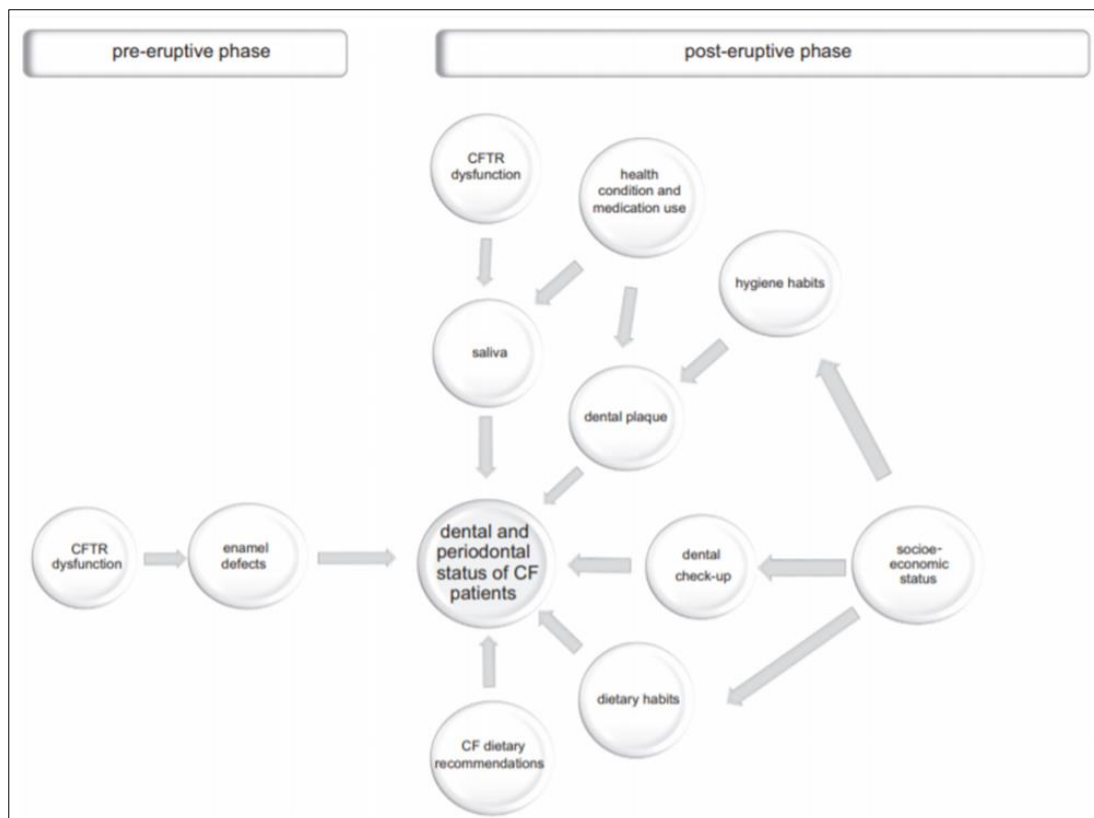 pre-eruptive phase
post-eruptive phase
CFTR
dysfunction
health
condition and
medication use
hygiene habits
saliva
dental plaque
CFTR
dysfunction
enamel
defects
dental and
periodontal
status of CF
patients
dental
check-up
socioe-
economic
status
dietary habits
CF dietary
recommendations